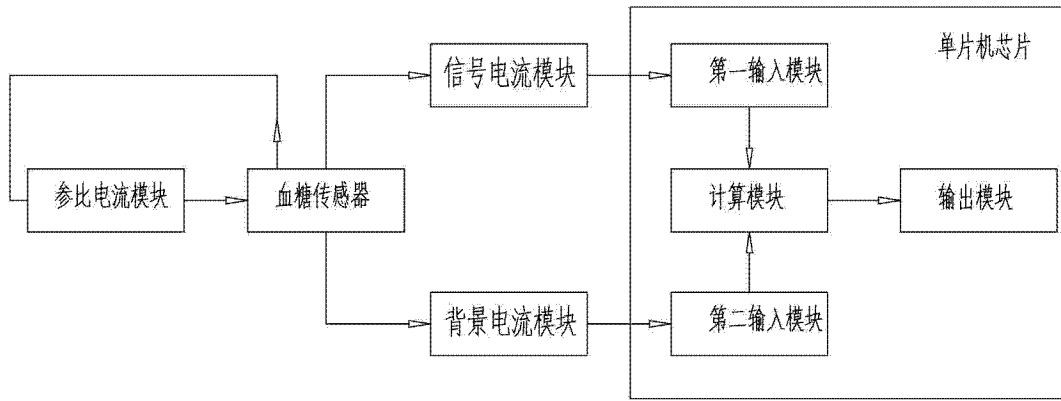 单片机芯片
信号电流模块
第一输入模块
参比电流模块
血糖传感器
计算模块
输出模块
背景电流模块
第二输入模块